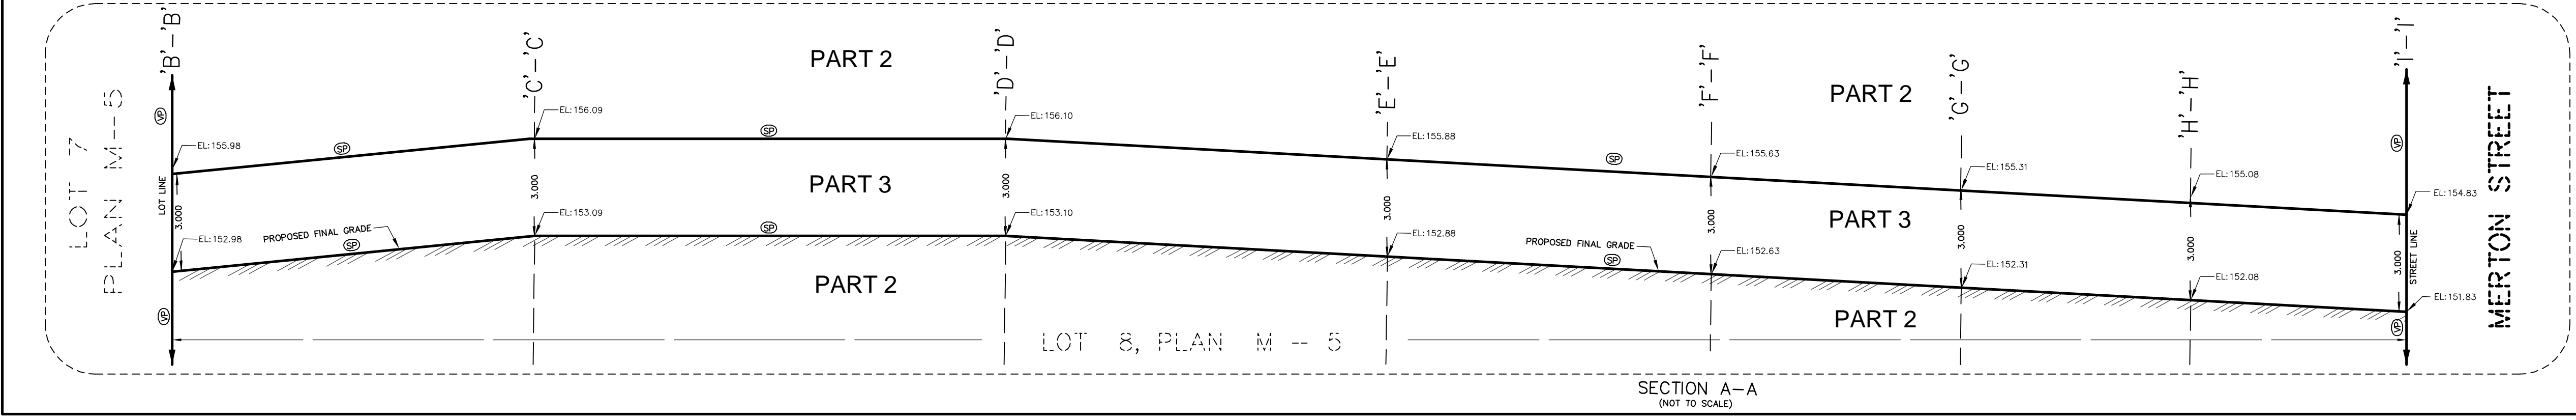 LOT 7
PLAN M-5
'B'-'B'
'C'-'C'
'D'-'D'
'E'-'E'
'F'-'F'
'G'-'G'
'H'-'H'
'I'-'I'
MERTON STREET
PART 2
PART 2
VP
VP
EL:155.98
SP
EL:156.09
SP
EL:156.10
EL:155.88
SP
EL:155.63
EL:155.31
EL:155.08
EL:154.83
LOT LINE
3.000
3.000
PART 3
3.000
3.000
3.000
PART 3
3.000
3.000
3.000
STREET LINE
EL:152.98
PROPOSED FINAL GRADE
SP
EL:153.09
SP
EL:153.10
EL:152.88
PROPOSED FINAL GRADE
SP
EL:152.63
EL:152.31
EL:152.08
EL:151.83
PART 2
PART 2
VP
VP
LOT 8, PLAN M -- 5
SECTION A-A
(NOT TO SCALE)